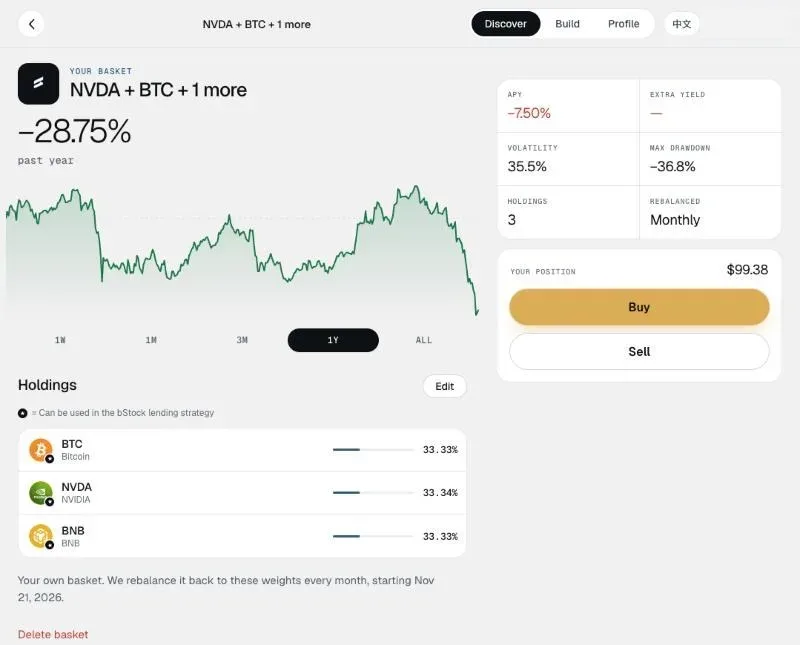 NVDA + BTC + 1 more
Discover
Build
Profile
中文
YOUR BASKET
NVDA + BTC + 1 more
−28.75%
past year
1W
1M
3M
1Y
ALL
Holdings
Edit
= Can be used in the bStock lending strategy
BTC
Bitcoin
33.33%
NVDA
NVIDIA
33.34%
BNB
BNB
33.33%
Your own basket. We rebalance it back to these weights every month, starting Nov
21, 2026.
Delete basket
APY
−7.50%
EXTRA YIELD
—
VOLATILITY
35.5%
MAX DRAWDOWN
−36.8%
HOLDINGS
3
REBALANCED
Monthly
YOUR POSITION
$99.38
Buy
Sell